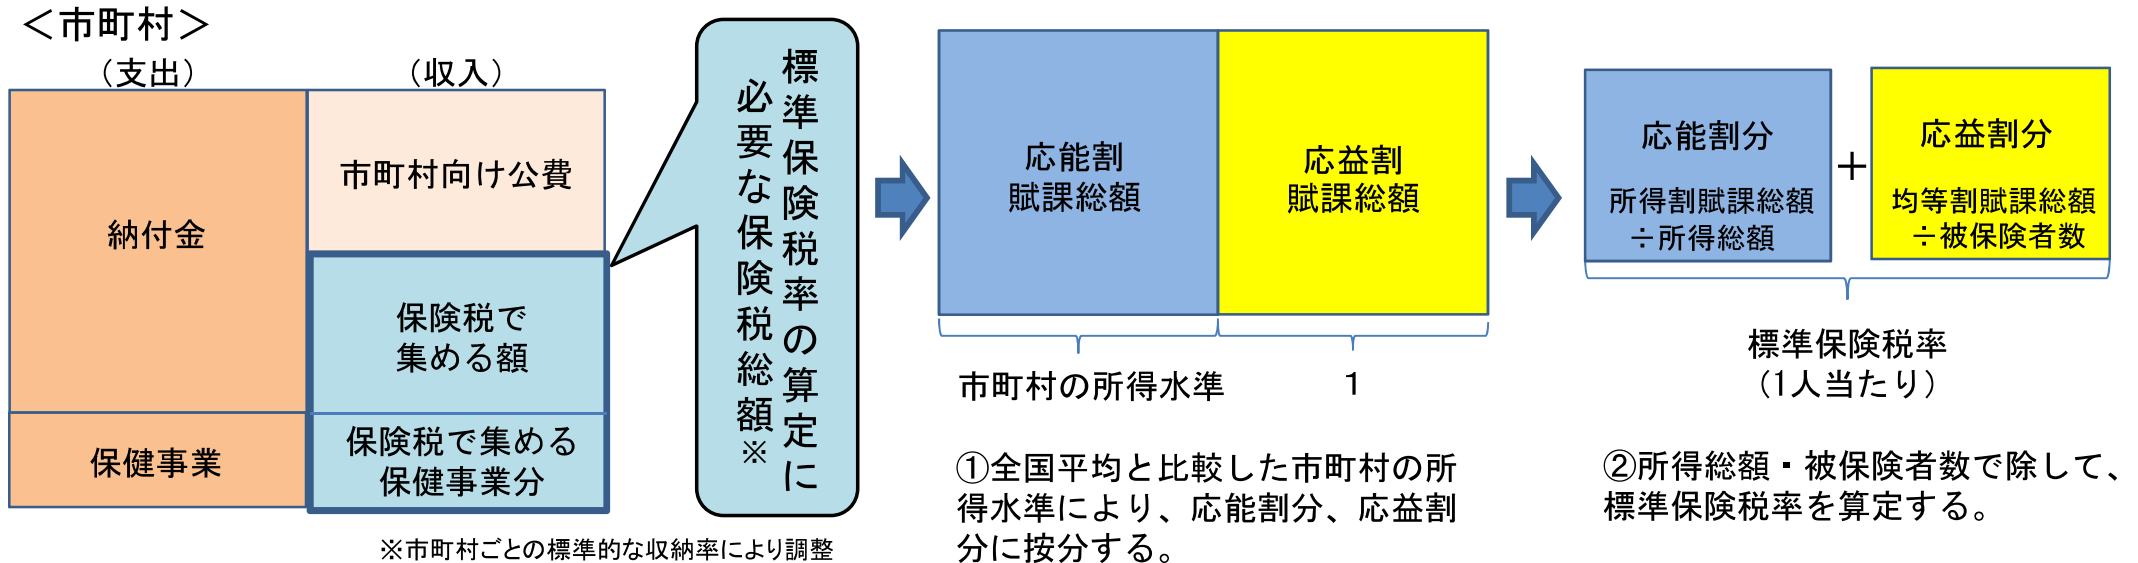 ＜市町村＞
（支出）
（収入）
納付金
保健事業
市町村向け公費
保険税で
集める額
保険税で集める
保健事業分
標準保険税率の算定に
必要な保険税総額※
※市町村ごとの標準的な収納率により調整
応能割
賦課総額
応益割
賦課総額
市町村の所得水準
1
①全国平均と比較した市町村の所
得水準により、応能割分、応益割
分に按分する。
応能割分
所得割賦課総額
÷所得総額
＋
応益割分
均等割賦課総額
÷被保険者数
標準保険税率
（1人当たり）
②所得総額・被保険者数で除して、
標準保険税率を算定する。